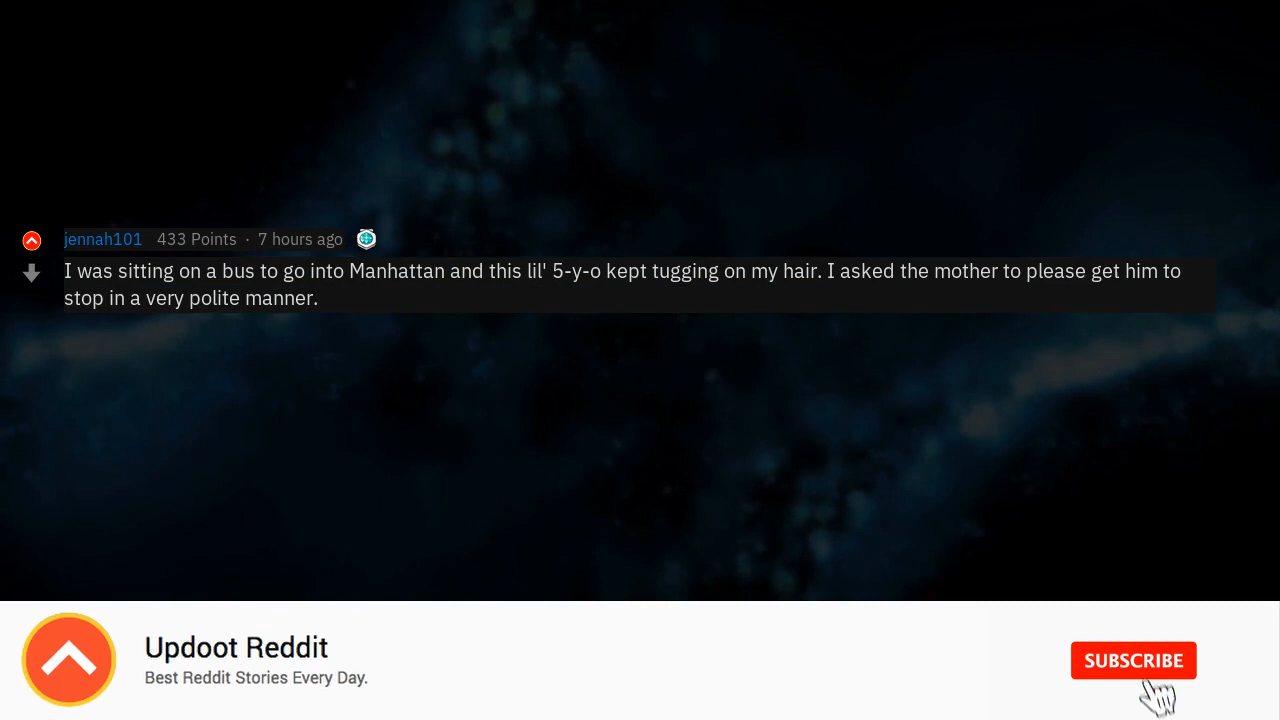 jennah101 433 Points · 7 hours ago
I was sitting on a bus to go into Manhattan and this lil' 5-y-o kept tugging on my hair. I asked the mother to please get him to
stop in a very polite manner.
Updoot Reddit
Best Reddit Stories Every Day.
SUBSCRIBE